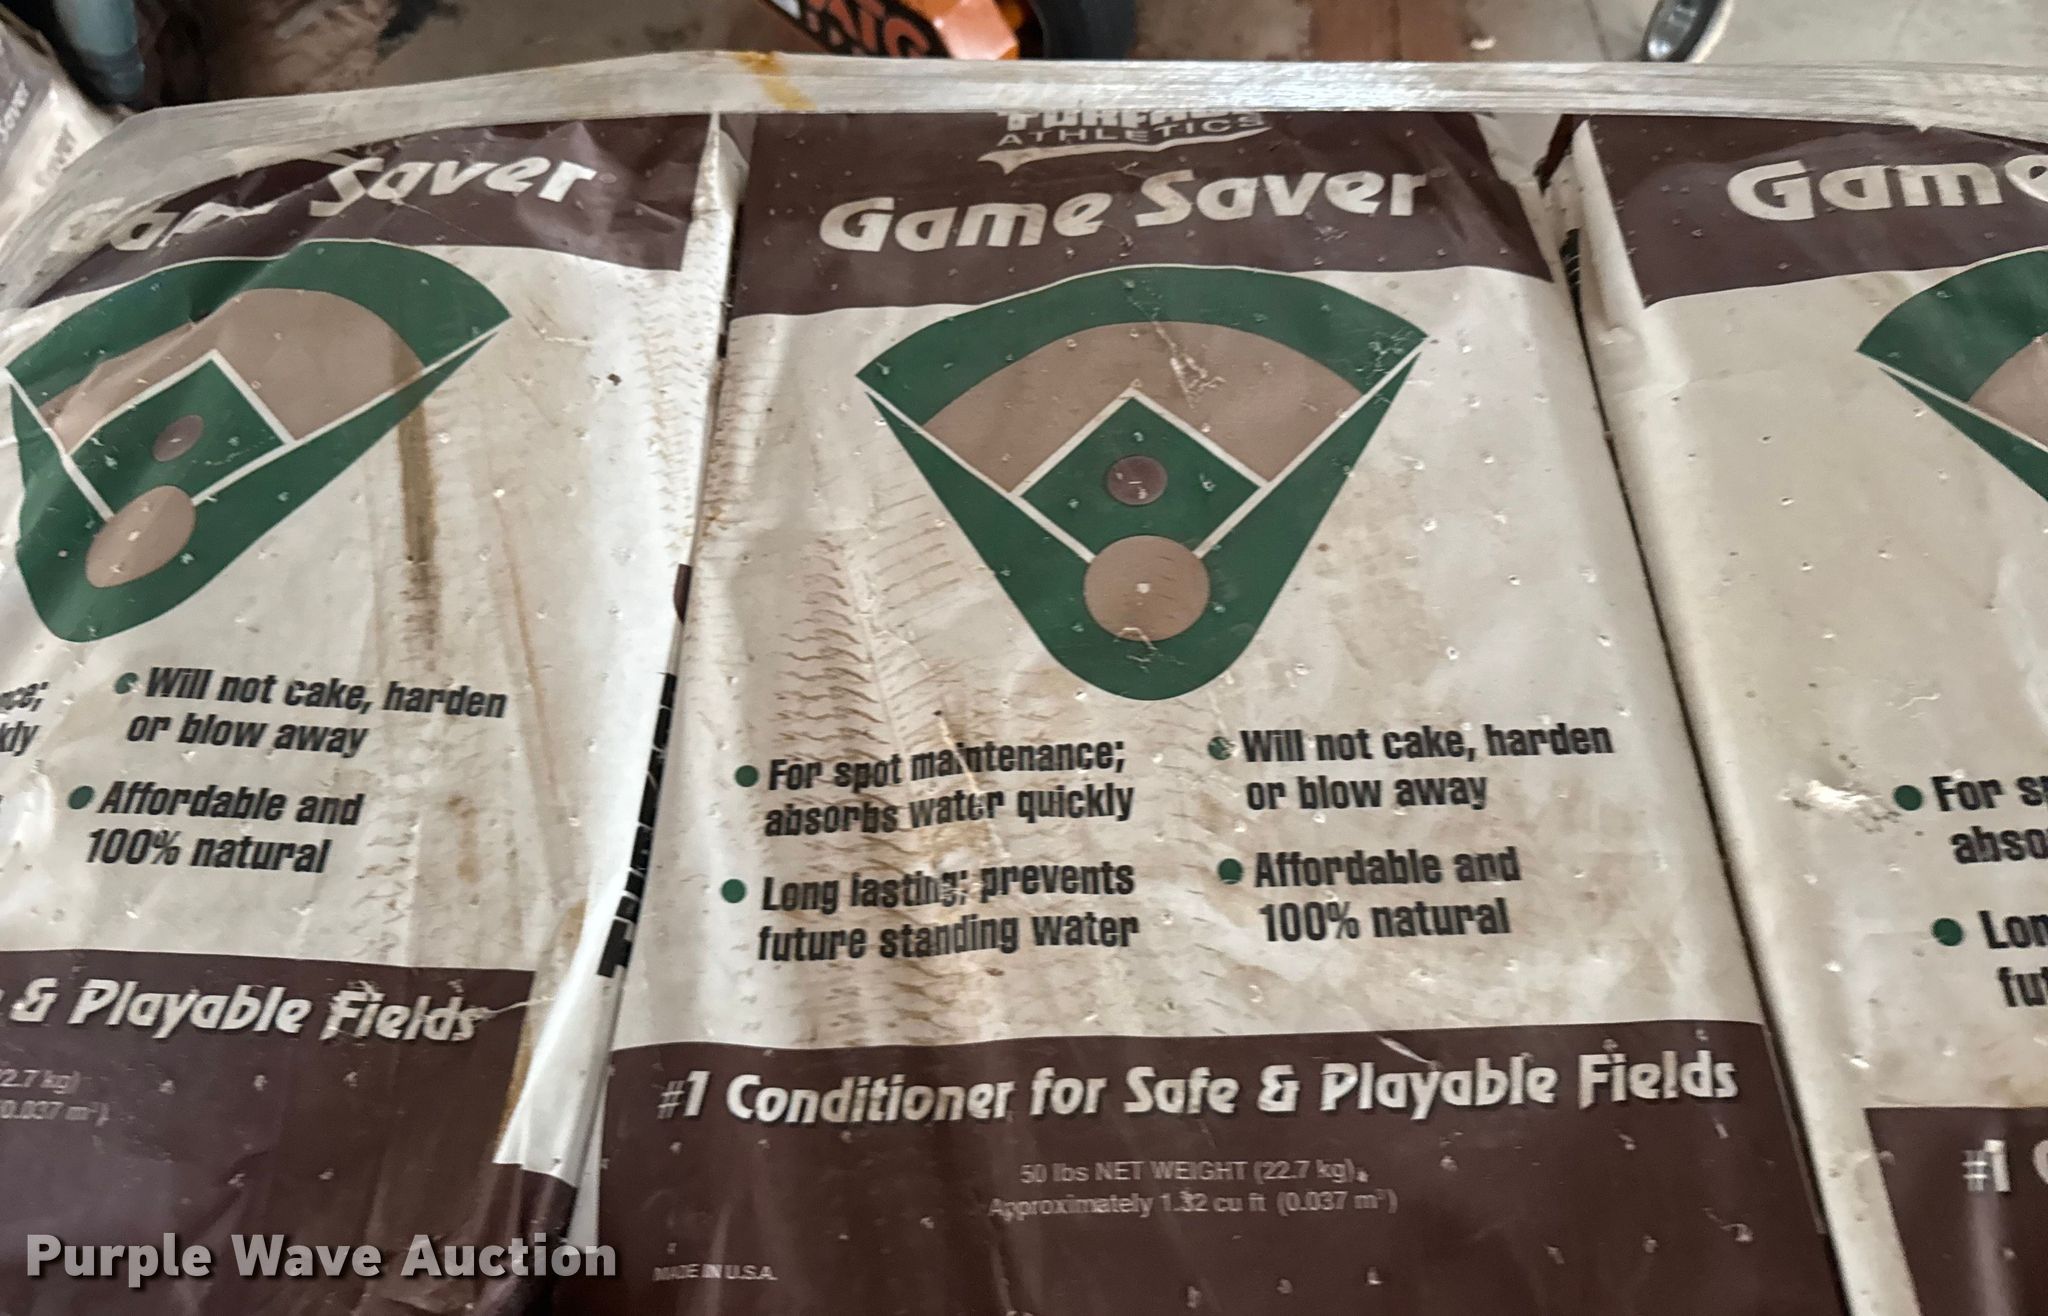 Saver
ATHLETICS
Game Saver
Game
Will not cake, harden
or blow away
Affordable and
100% natural
For spot maintenance;
absorbs water quickly
Long lasting; prevents
future standing water
Will not cake, harden
or blow away
Affordable and
100% natural
For
& Playable Fields
#1 Conditioner for Safe & Playable Fields
#1
50 lbs NET WEIGHT (22.7 kg)
Approximately 1.32 cu ft (0.037 m³)
MADE IN U.S.A.
Purple Wave Auction